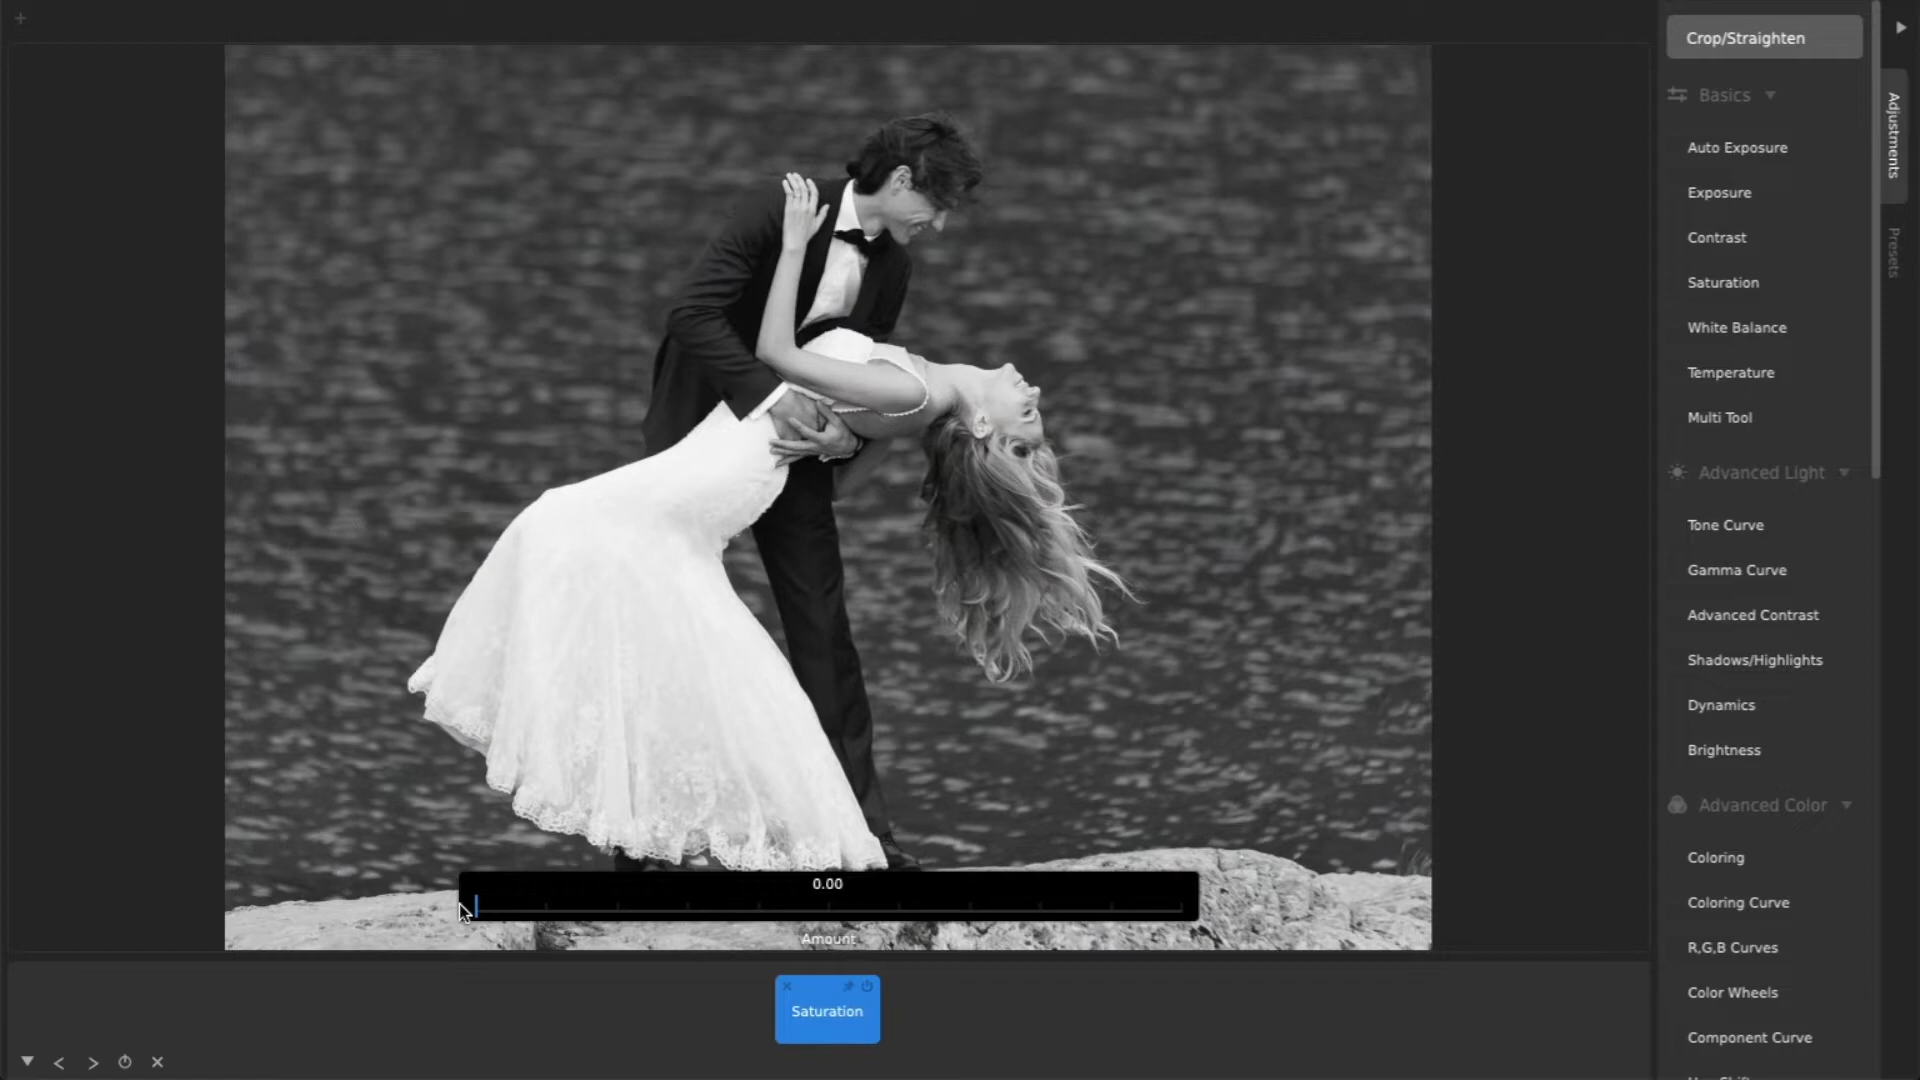 Crop/Straighten
Basics
Auto Exposure
Exposure
Contrast
Saturation
White Balance
Temperature
Multi Tool
Advanced Light
Tone Curve
Gamma Curve
Advanced Contrast
Shadows/Highlights
Dynamics
Brightness
Advanced Color
Coloring
Coloring Curve
R,G,B Curves
Color Wheels
Component Curve
Adjustments
Presets
0.00
Amount
Saturation